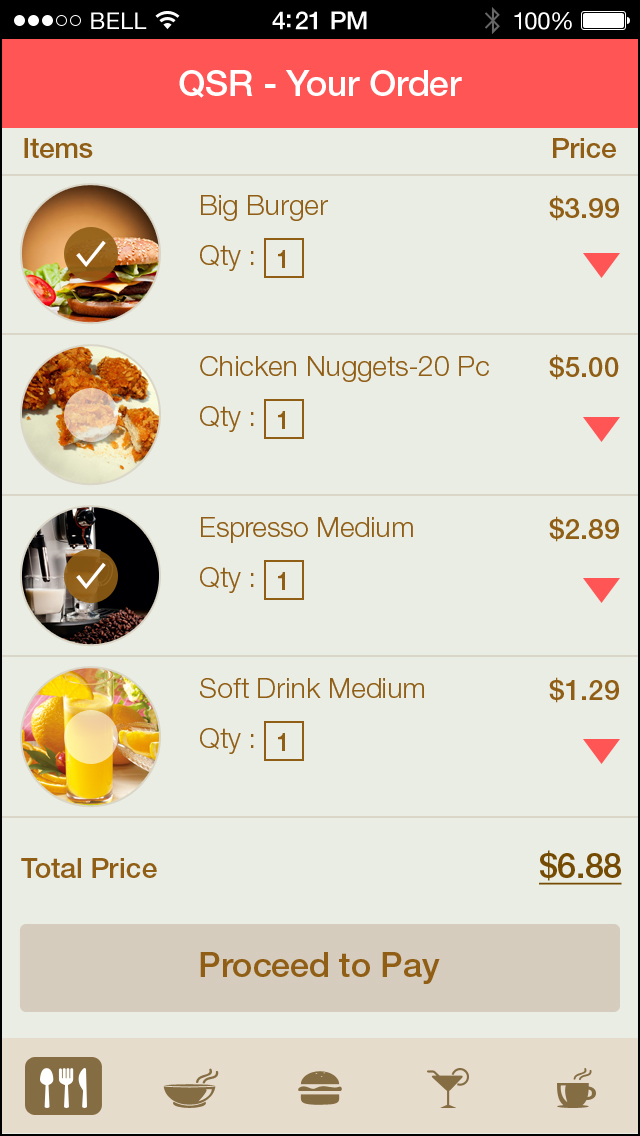 BELL 4:21 PM 100%
QSR - Your Order
Items Price
Big Burger $3.99
Qty : 1
Chicken Nuggets-20 Pc $5.00
Qty : 1
Espresso Medium $2.89
Qty : 1
Soft Drink Medium $1.29
Qty : 1
Total Price $6.88
Proceed to Pay